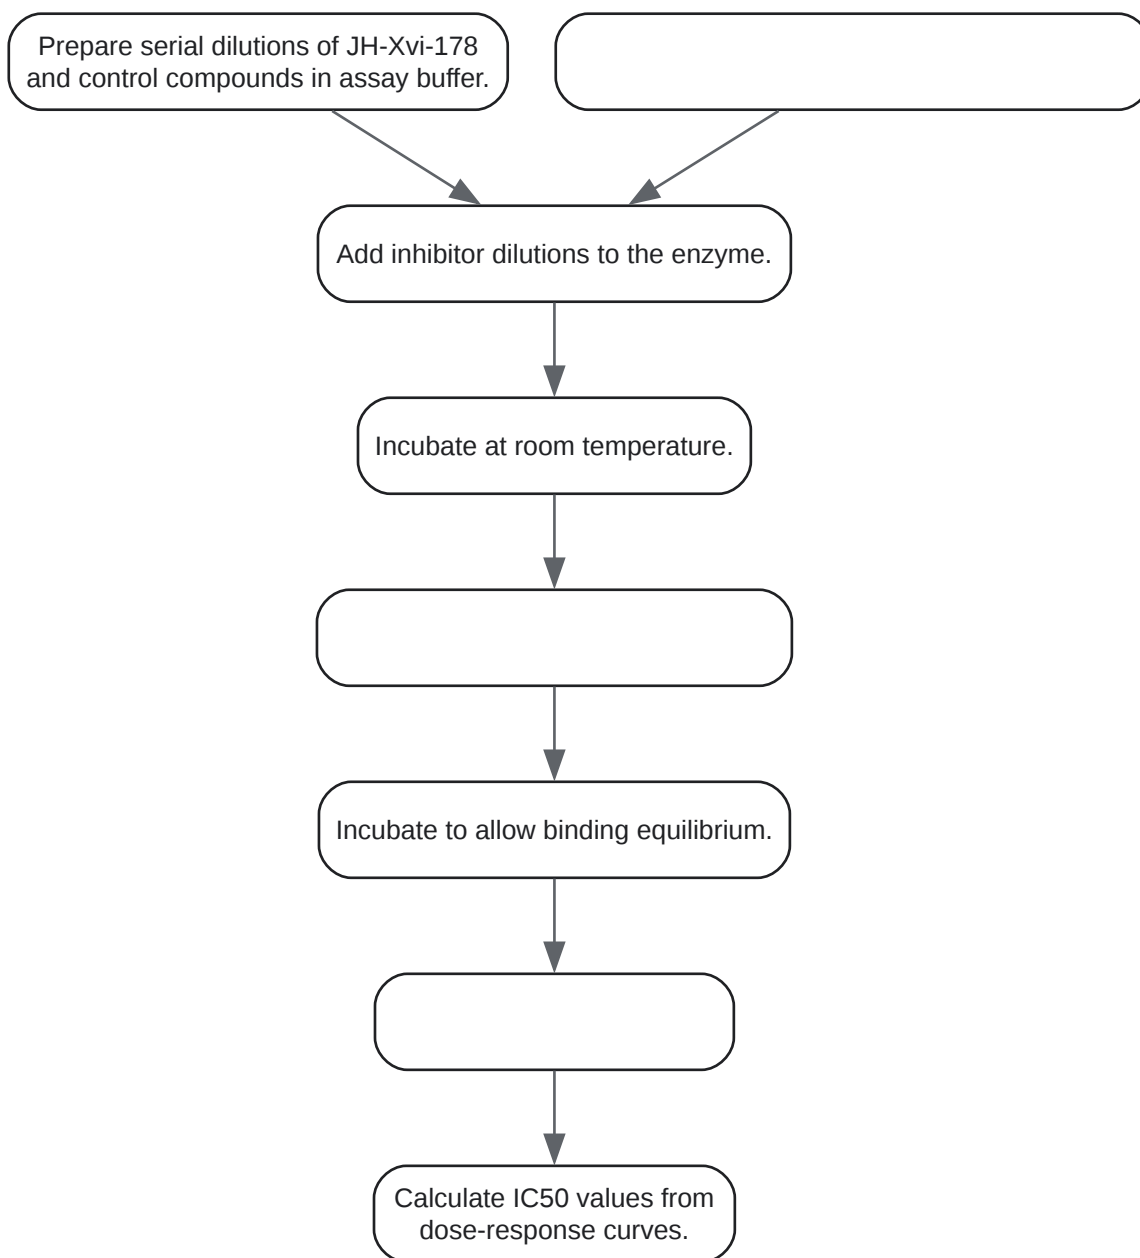 Prepare serial dilutions of JH-Xvi-178
and control compounds in assay buffer.
Add inhibitor dilutions to the enzyme.
Incubate at room temperature.
Incubate to allow binding equilibrium.
Calculate IC50 values from
dose-response curves.